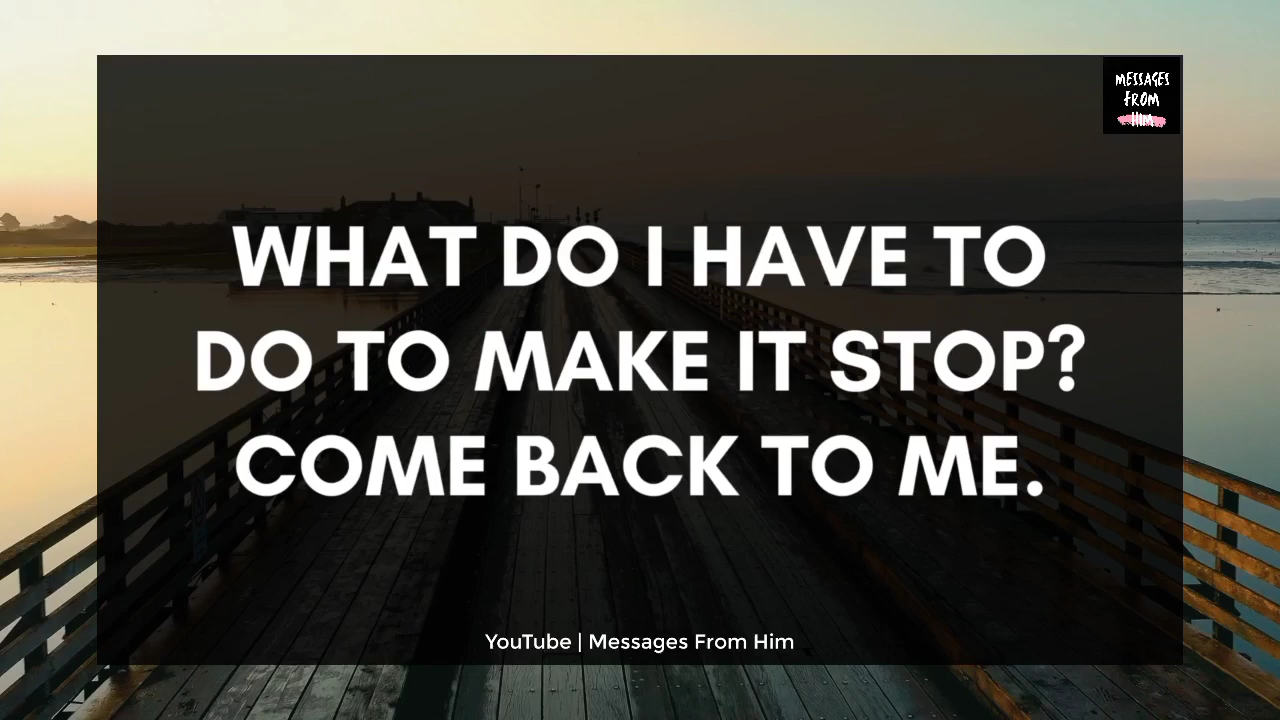 MESSAGES
FROM
HIM
WHAT DO I HAVE TO
DO TO MAKE IT STOP?
COME BACK TO ME.
YouTube | Messages From Him